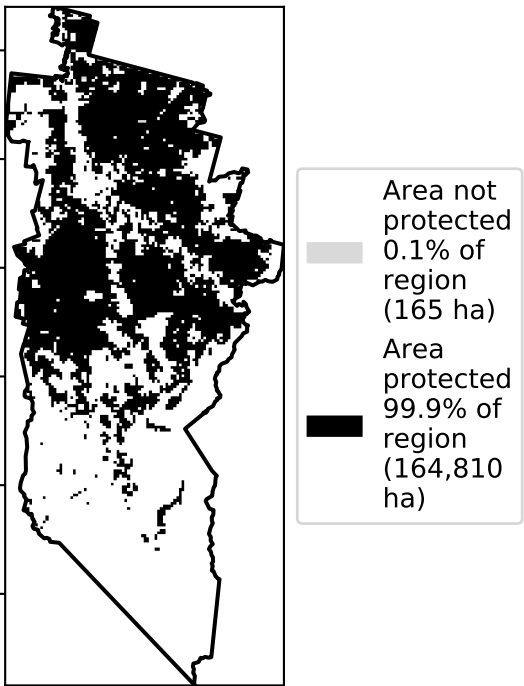 Area not
protected
0.1% of
region
(165 ha)
Area
protected
99.9% of
region
(164,810
ha)